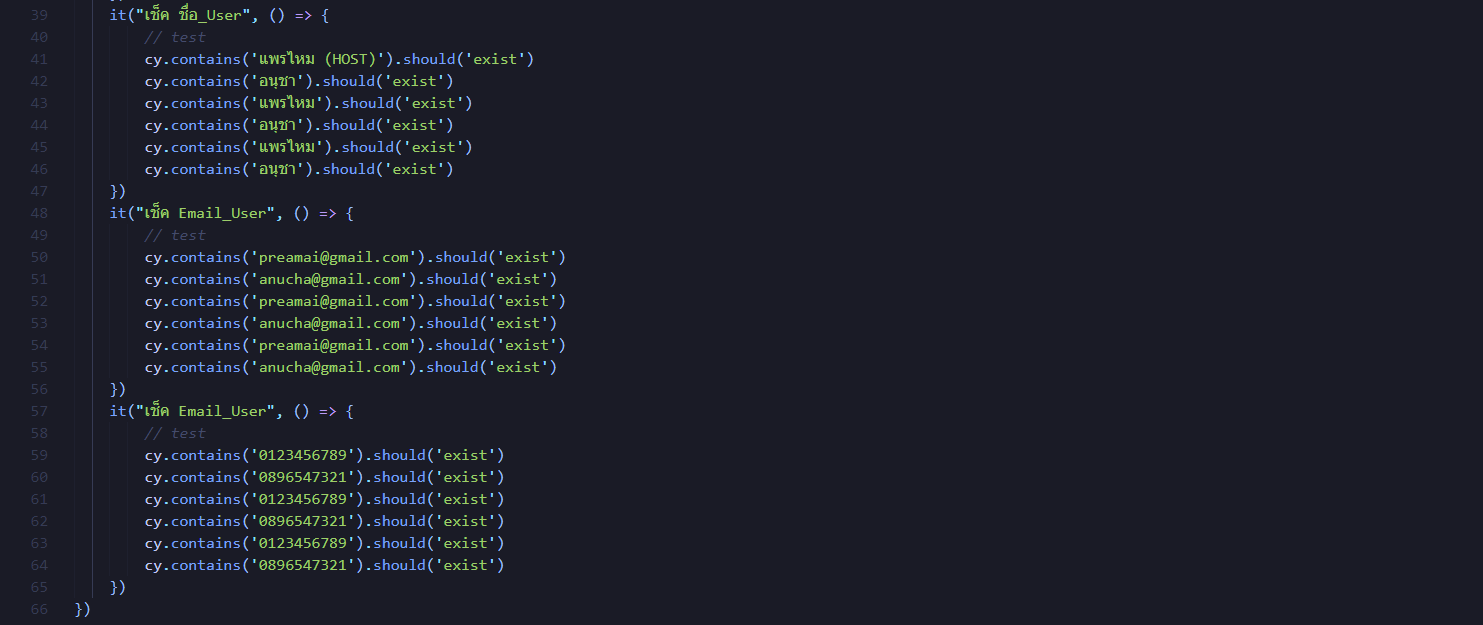 39 it("เช็ค ชื่อ_User", () => {
40 // test
41 cy.contains('แพรไหม (HOST)').should('exist')
42 cy.contains('อนุชา').should('exist')
43 cy.contains('แพรไหม').should('exist')
44 cy.contains('อนุชา').should('exist')
45 cy.contains('แพรไหม').should('exist')
46 cy.contains('อนุชา').should('exist')
47 })
48 it("เช็ค Email_User", () => {
49 // test
50 cy.contains('preamai@gmail.com').should('exist')
51 cy.contains('anucha@gmail.com').should('exist')
52 cy.contains('preamai@gmail.com').should('exist')
53 cy.contains('anucha@gmail.com').should('exist')
54 cy.contains('preamai@gmail.com').should('exist')
55 cy.contains('anucha@gmail.com').should('exist')
56 })
57 it("เช็ค Email_User", () => {
58 // test
59 cy.contains('0123456789').should('exist')
60 cy.contains('0896547321').should('exist')
61 cy.contains('0123456789').should('exist')
62 cy.contains('0896547321').should('exist')
63 cy.contains('0123456789').should('exist')
64 cy.contains('0896547321').should('exist')
65 })
66 })